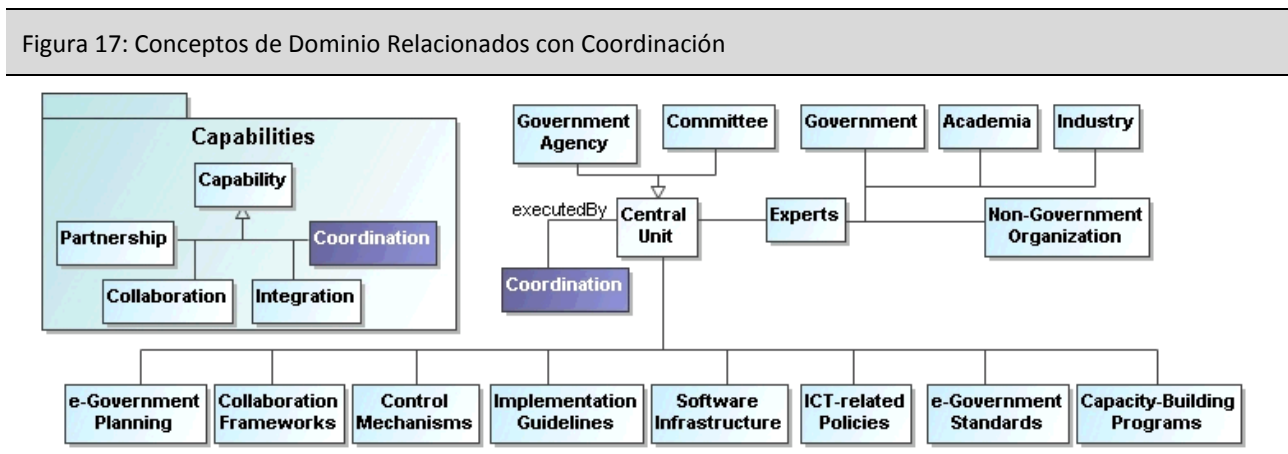 Figura 17: Conceptos de Dominio Relacionados con Coordinación
Capabilities
Capability
Partnership
Coordination
Collaboration
Integration
Government
Agency
Committee
Government
Academia
Industry
executedBy
Central
Unit
Experts
Non-Government
Organization
Coordination
e-Government
Planning
Collaboration
Frameworks
Control
Mechanisms
Implementation
Guidelines
Software
Infrastructure
ICT-related
Policies
e-Government
Standards
Capacity-Building
Programs